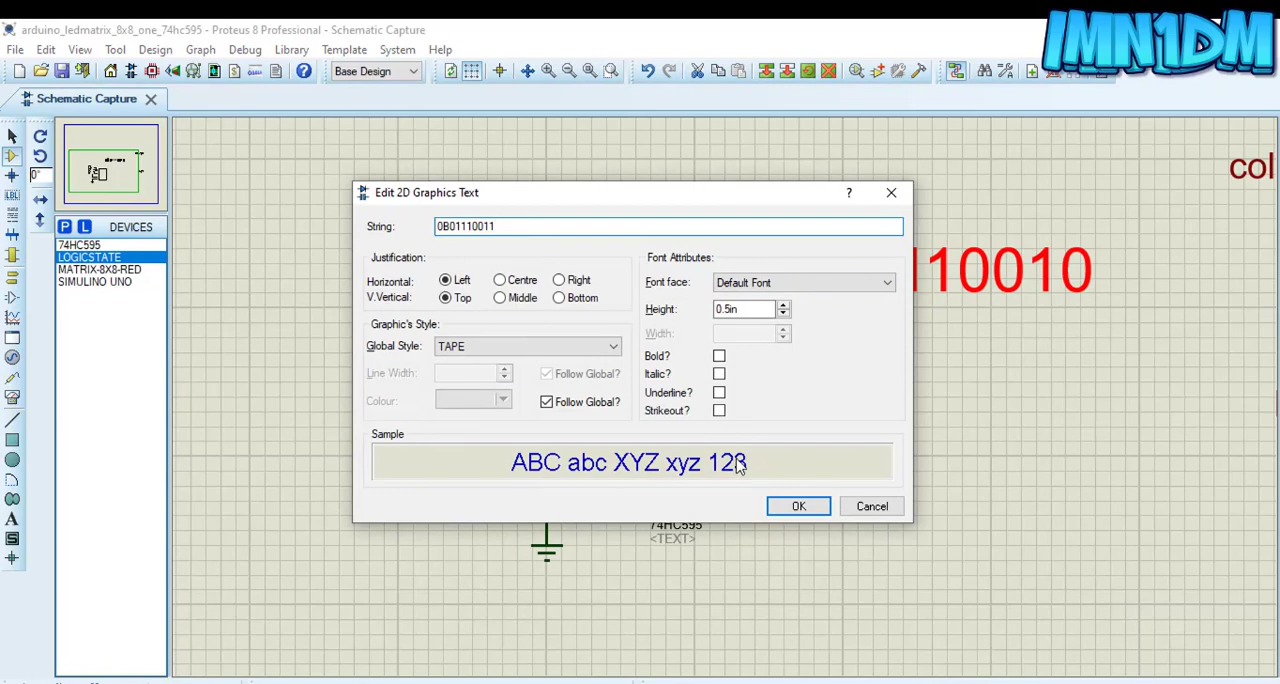 arduino_ledmatrix_8x8_one_74hc595 - Proteus 8 Professional - Schematic Capture
IMN1DM
File Edit View Tool Design Graph Debug Library Template System Help
Base Design
Schematic Capture
0°
LBL
P L DEVICES
74HC595
LOGICSTATE
MATRIX-8X8-RED
SIMULINO UNO
A
S
col
110010
Edit 2D Graphics Text
String: 0B01110011
Justification:
Horizontal: Left Centre Right
V.Vertical: Top Middle Bottom
Graphic's Style:
Global Style: TAPE
Line Width: Follow Global?
Colour: Follow Global?
Font Attributes:
Font face: Default Font
Height: 0.5in
Width:
Bold?
Italic?
Underline?
Strikeout?
Sample
ABC abc XYZ xyz 123
OK Cancel
74HC595
<TEXT>